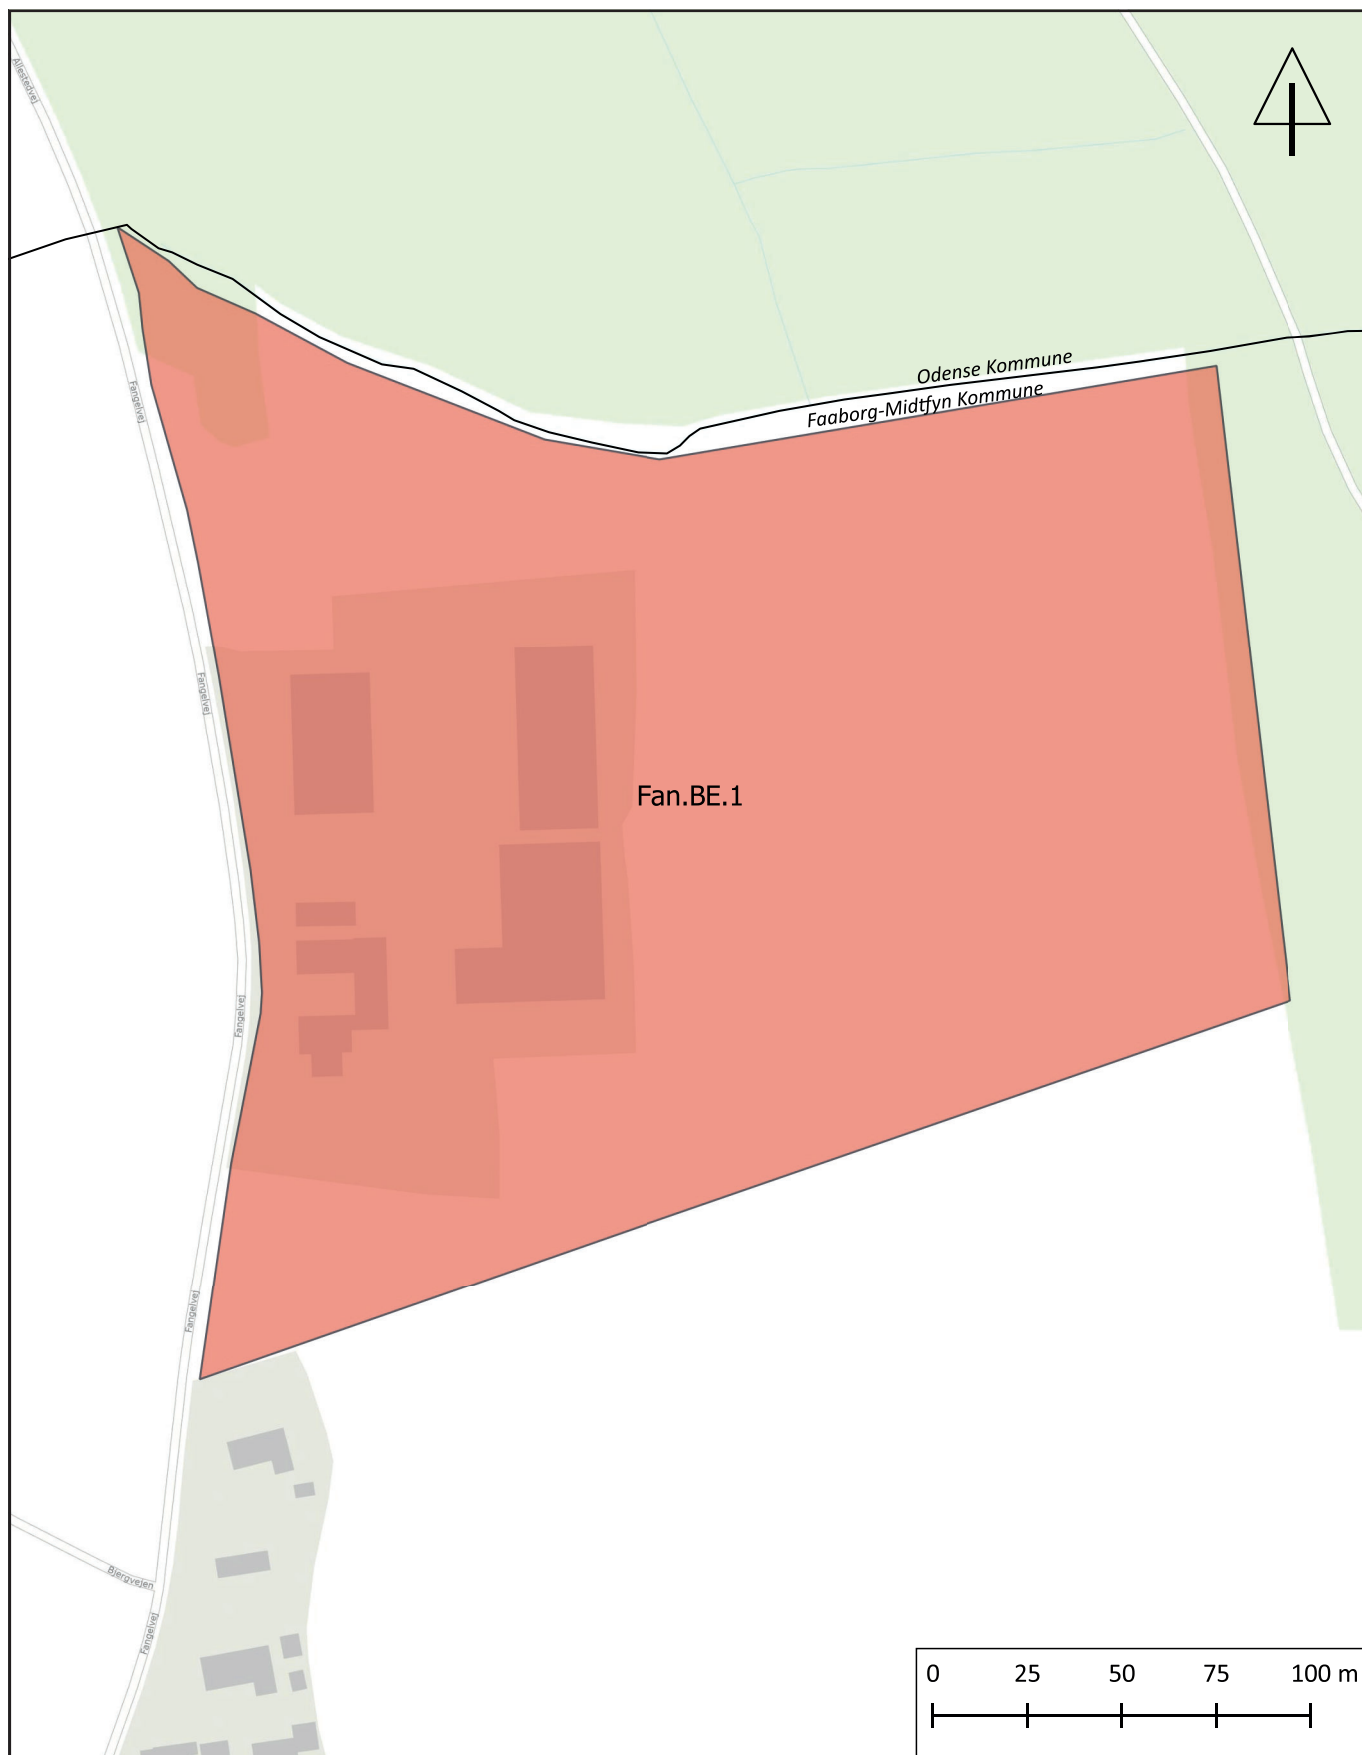 Allestedvej
Odense Kommune
Faaborg-Midtfyn Kommune
Fangelvej
Fangelvej
Fan.BE.1
Fangelvej
Fangelvej
Bjergvejen
Fangelvej
0 25 50 75 100 m